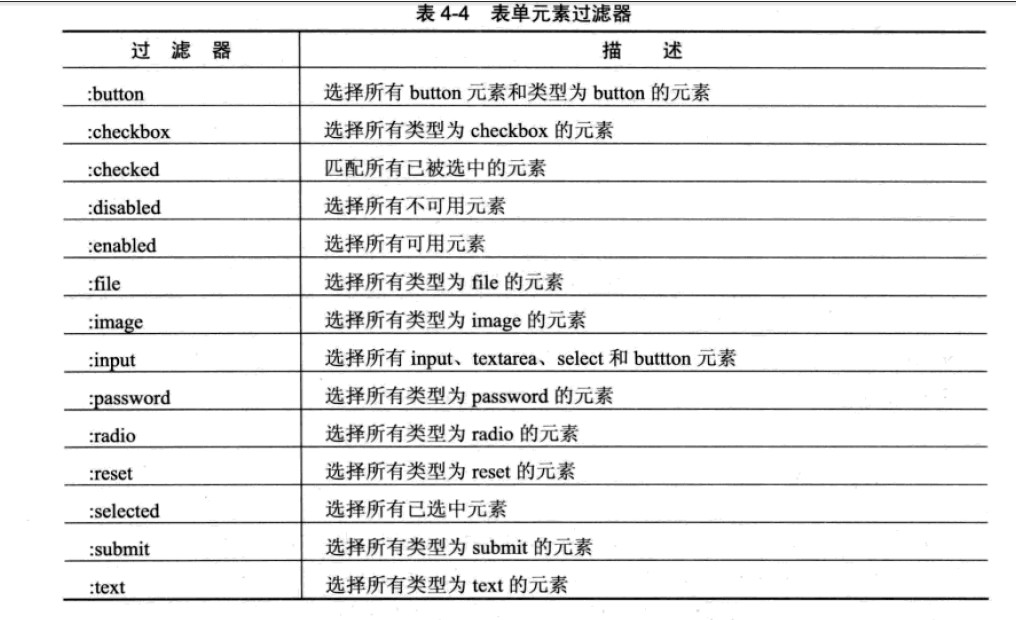 表 4-4 表单元素过滤器
过 滤 器 描 述
:button 选择所有 button 元素和类型为 button 的元素
:checkbox 选择所有类型为 checkbox 的元素
:checked 匹配所有已被选中的元素
:disabled 选择所有不可用元素
:enabled 选择所有可用元素
:file 选择所有类型为 file 的元素
:image 选择所有类型为 image 的元素
:input 选择所有 input、textarea、select 和 buttton 元素
:password 选择所有类型为 password 的元素
:radio 选择所有类型为 radio 的元素
:reset 选择所有类型为 reset 的元素
:selected 选择所有已选中元素
:submit 选择所有类型为 submit 的元素
:text 选择所有类型为 text 的元素